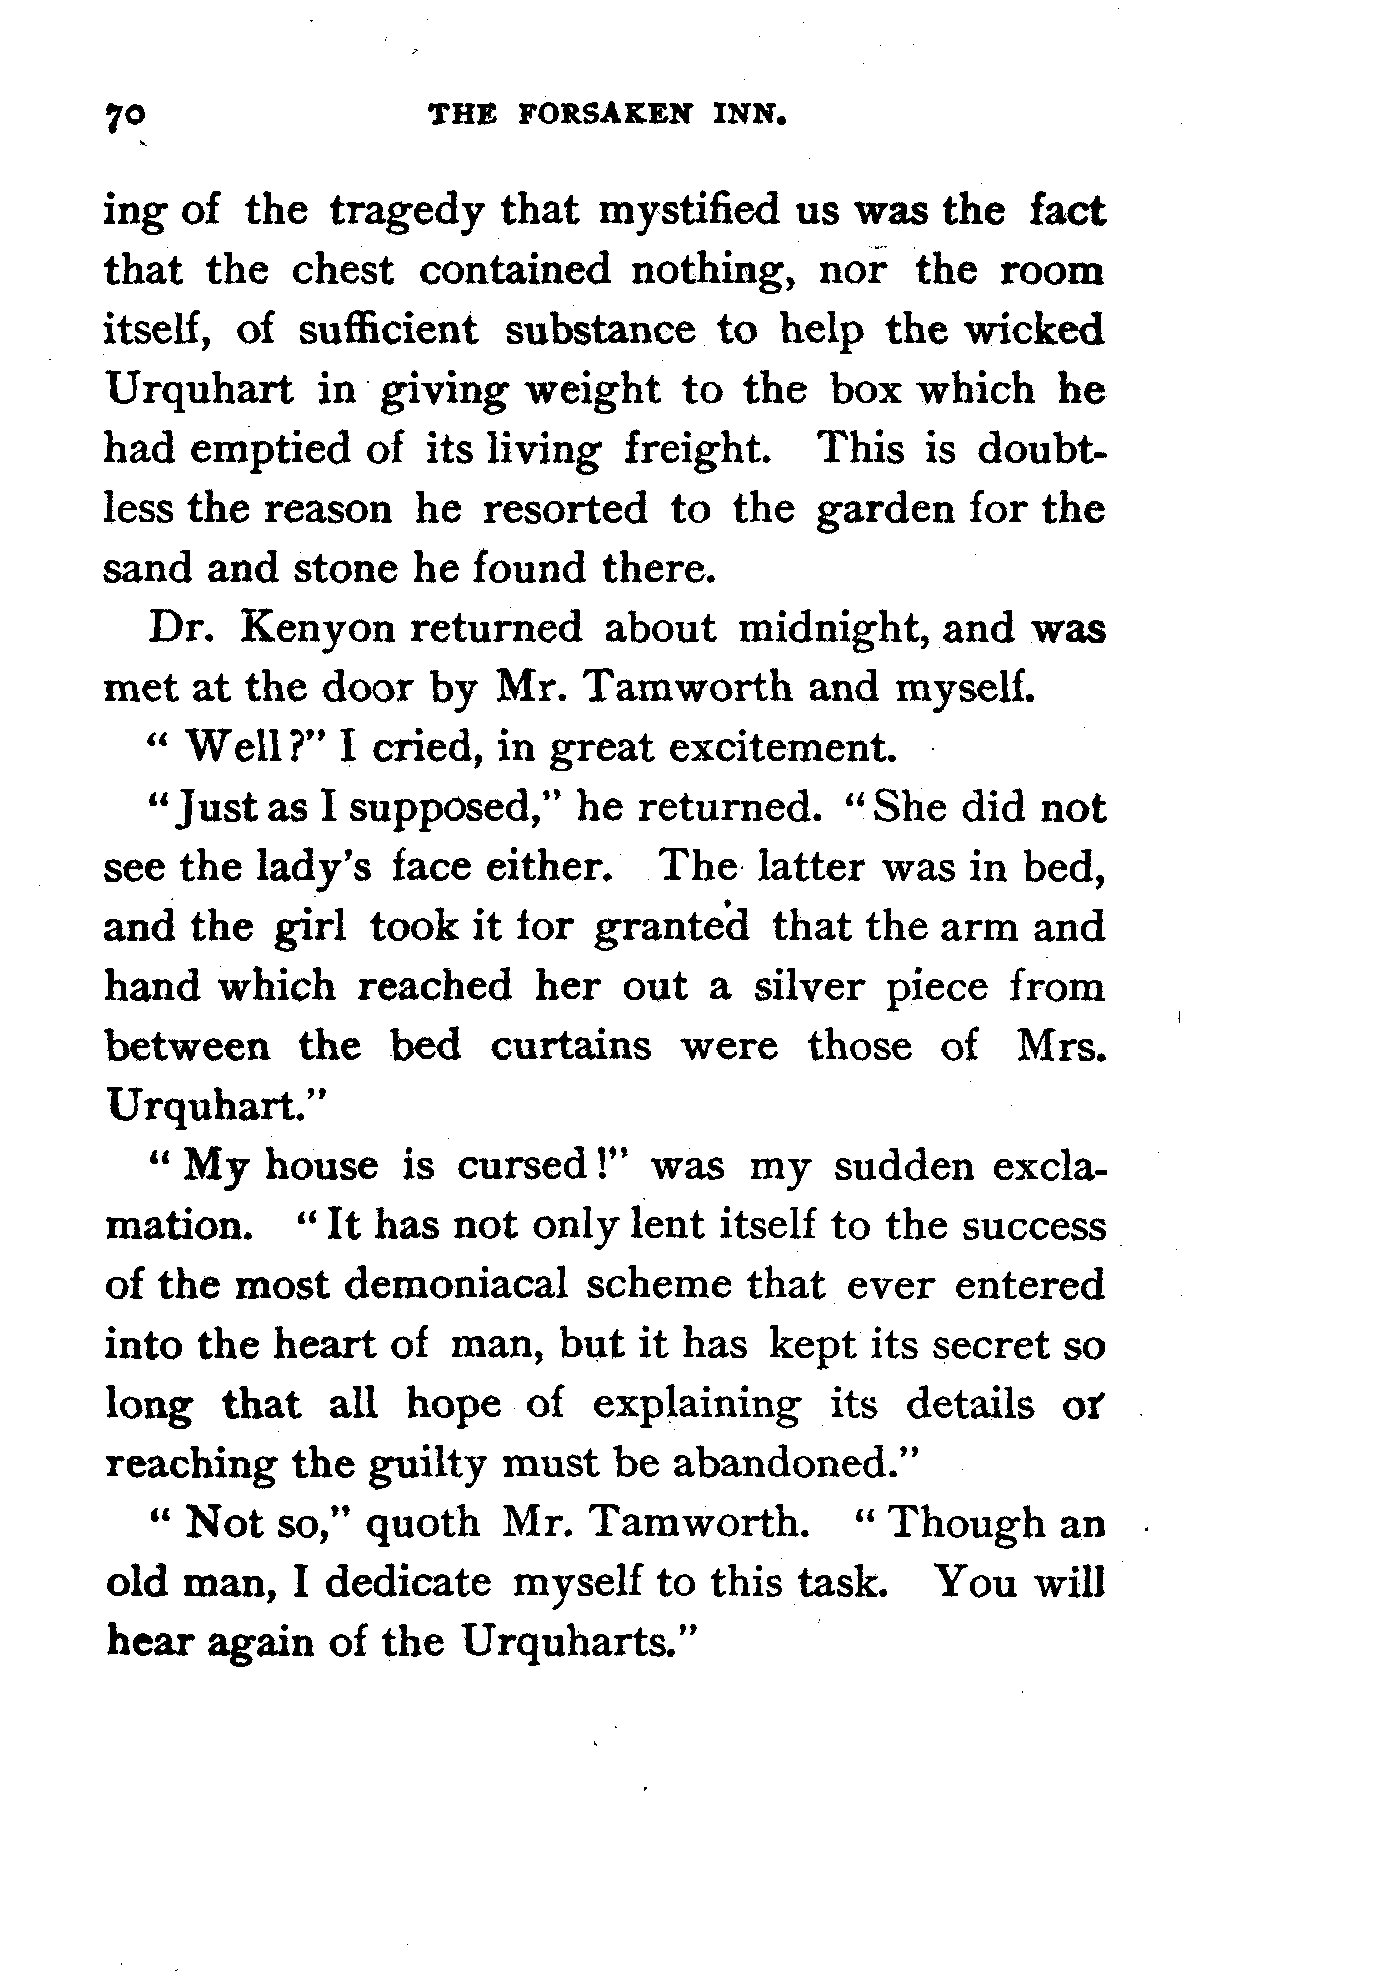 70 THE FORSAKEN INN.
ing of the tragedy that mystified us was the fact
that the chest contained nothing, nor the room
itself, of sufficient substance to help the wicked
Urquhart in giving weight to the box which he
had emptied of its living freight. This is doubt-
less the reason he resorted to the garden for the
sand and stone he found there.
Dr. Kenyon returned about midnight, and was
met at the door by Mr. Tamworth and myself.
“ Well?” I cried, in great excitement.
“Just as I supposed,” he returned. “She did not
see the lady’s face either. The latter was in bed,
and the girl took it for granted that the arm and
hand which reached her out a silver piece from
between the bed curtains were those of Mrs.
Urquhart.”
“ My house is cursed!” was my sudden excla-
mation. “It has not only lent itself to the success
of the most demoniacal scheme that ever entered
into the heart of man, but it has kept its secret so
long that all hope of explaining its details or
reaching the guilty must be abandoned.”
“ Not so,” quoth Mr. Tamworth. “Though an
old man, I dedicate myself to this task. You will
hear again of the Urquharts.”